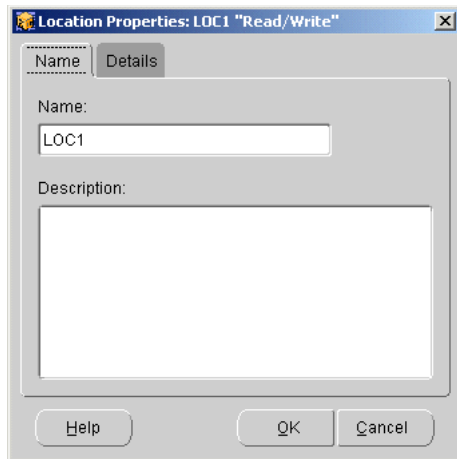 Location Properties: LOC1 "Read/Write"
Name Details
Name:
LOC1
Description:
Help OK Cancel